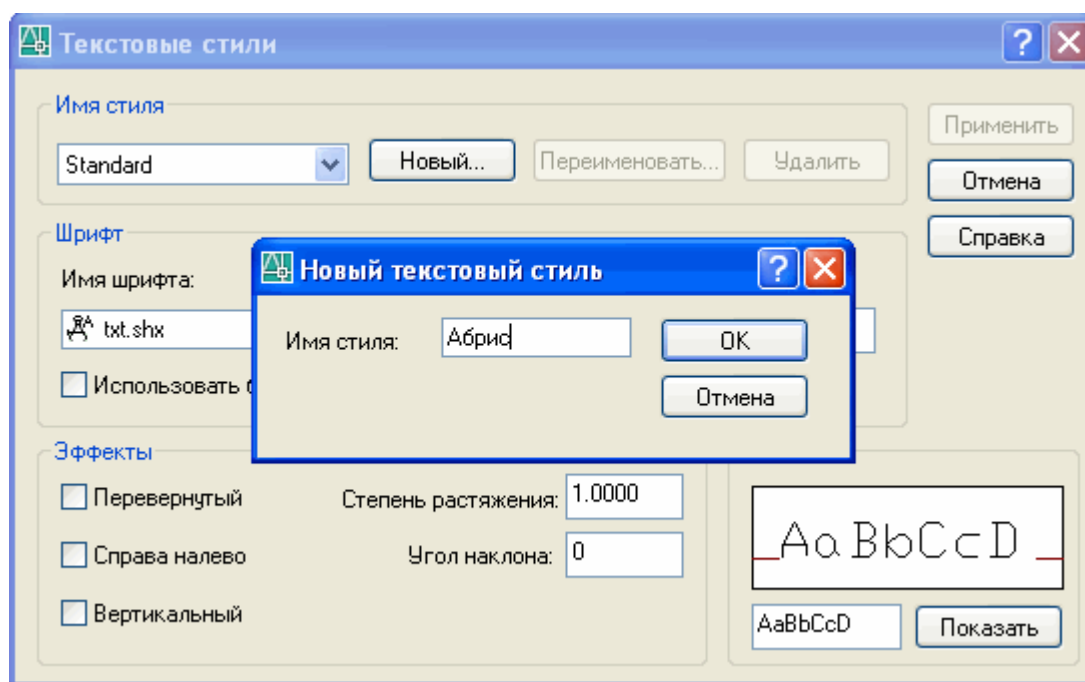 Текстовые стили
Имя стиля
Standard
Новый...
Переименовать...
Удалить
Применить
Отмена
Справка
Шрифт
Имя шрифта:
txt.shx
Использовать
Новый текстовый стиль
Имя стиля:
Абрис
OK
Отмена
Эффекты
Перевернутый
Справа налево
Вертикальный
Степень растяжения:
1.0000
Угол наклона:
0
AaBbCcD
AaBbCcD
Показать